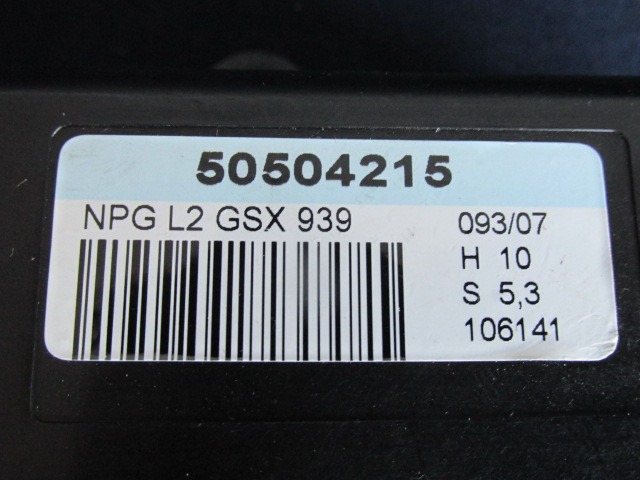 50504215
NPG L2 GSX 939
093/07
H 10
S 5,3
106141